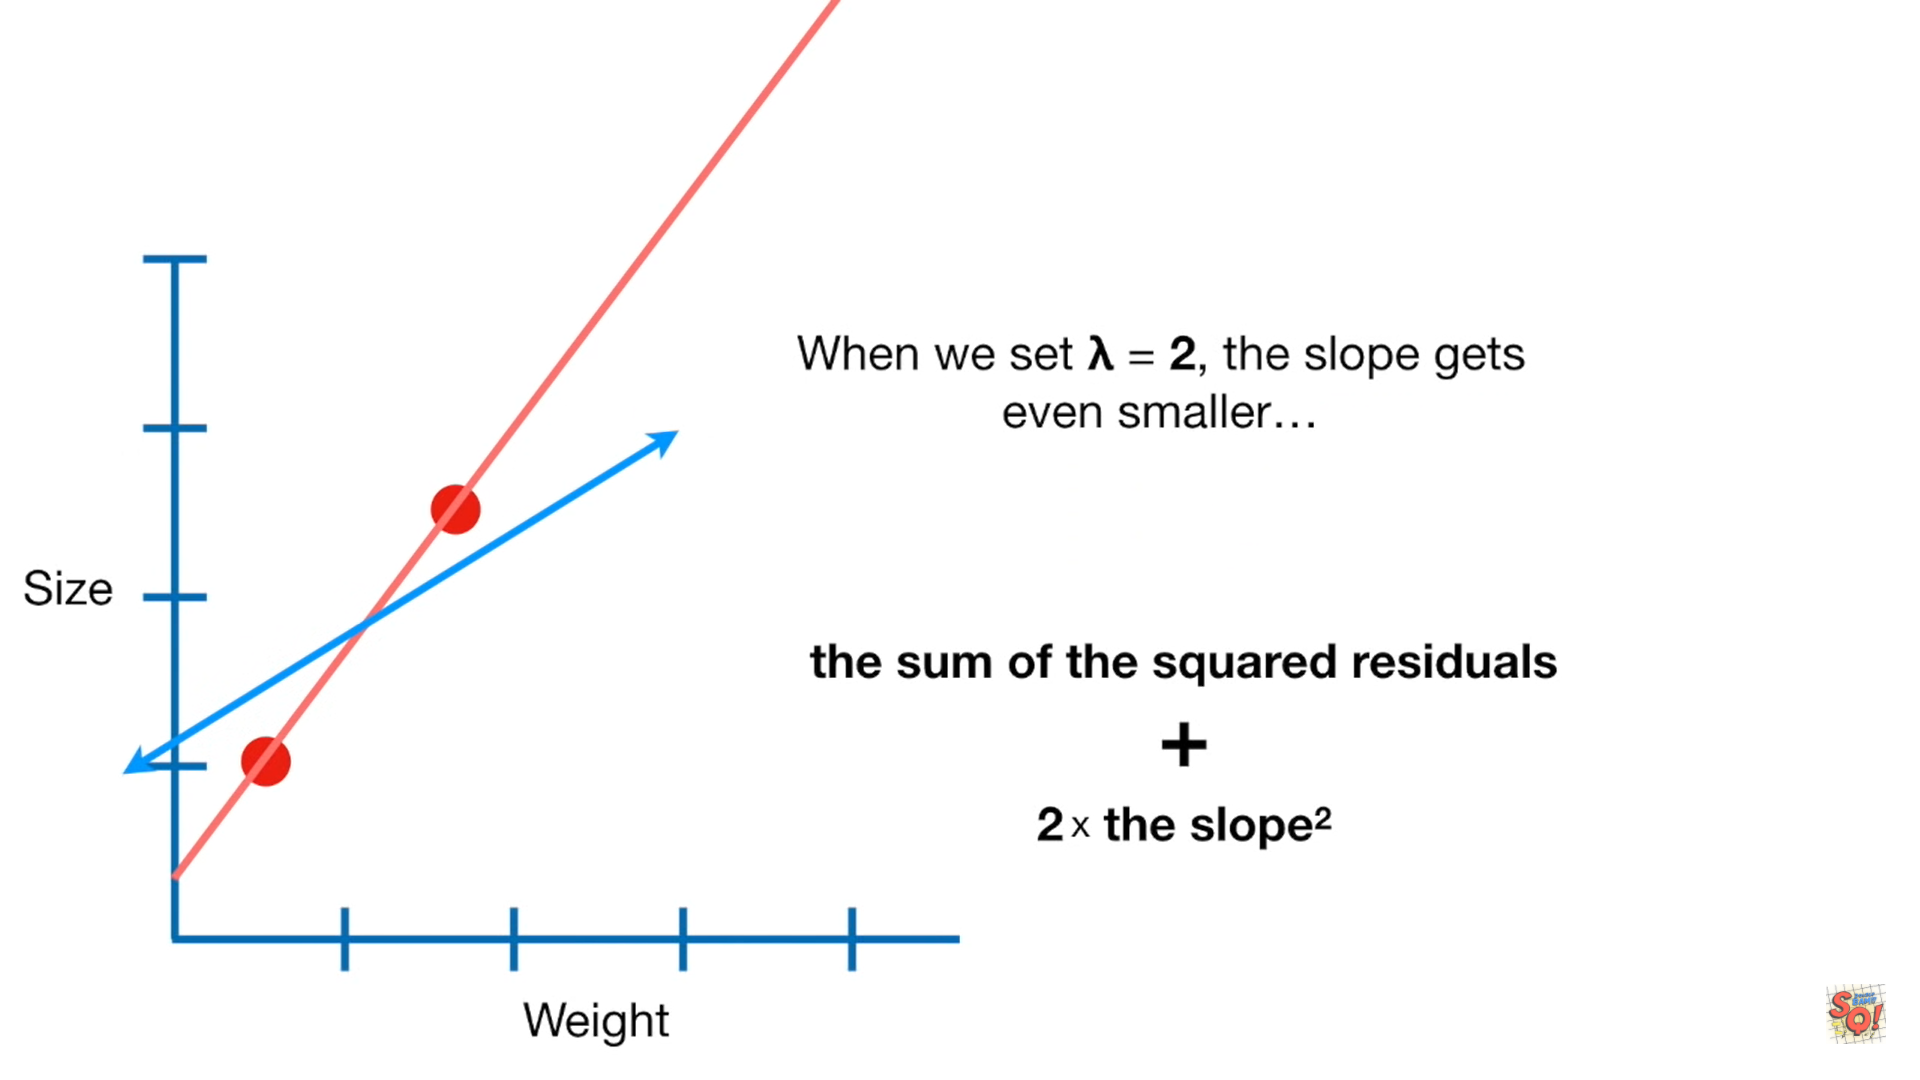 When we set λ = 2, the slope gets
even smaller…
Size
the sum of the squared residuals
+
2 x the slope²
Weight
SQ!